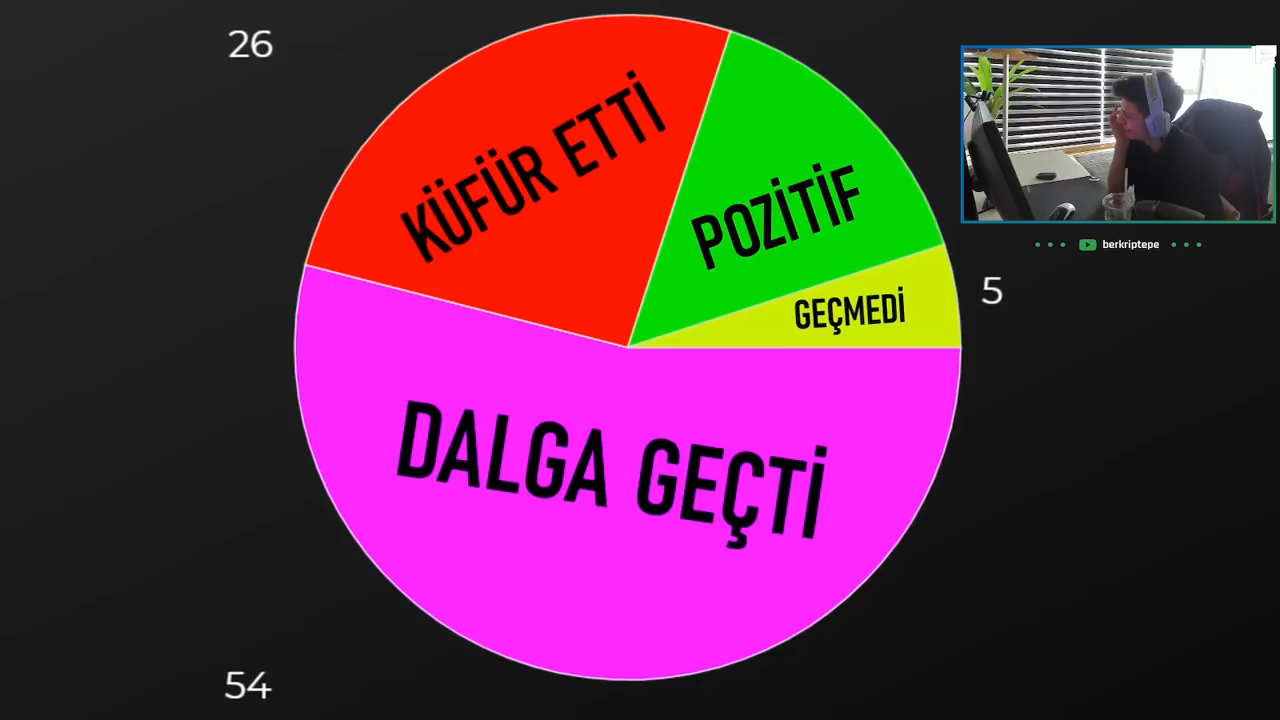 26
KÜFÜR ETTİ
POZİTİF
berkriptepe
5
GEÇMEDİ
DALGA GEÇTİ
54